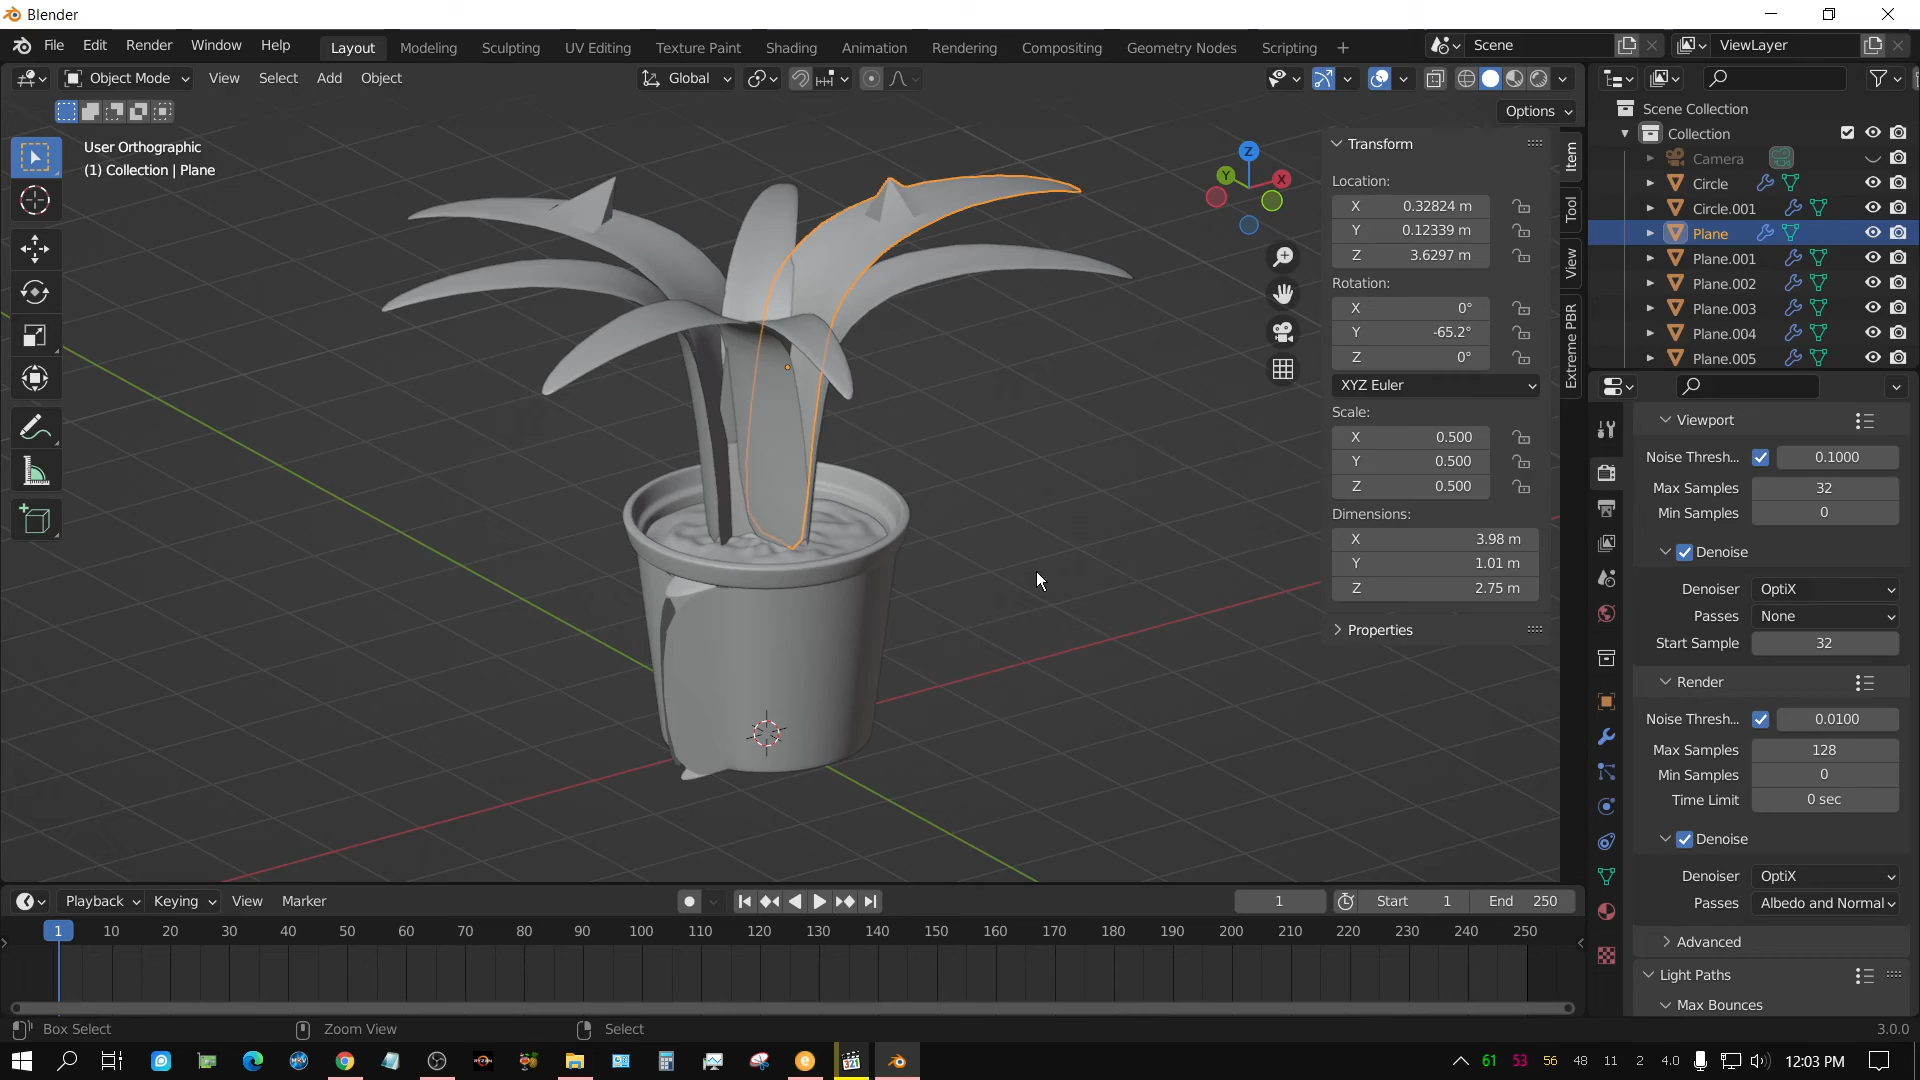 Blender
File Edit Render Window Help Layout Modeling Sculpting UV Editing Texture Paint Shading Animation Rendering Compositing Geometry Nodes Scripting + Scene ViewLayer
Object Mode View Select Add Object Global
Options
User Orthographic
(1) Collection | Plane
Z
Y
X
Transform
Location:
X 0.32824 m
Y 0.12339 m
Z 3.6297 m
Rotation:
X 0°
Y -65.2°
Z 0°
XYZ Euler
Scale:
X 0.500
Y 0.500
Z 0.500
Dimensions:
X 3.98 m
Y 1.01 m
Z 2.75 m
Properties
Item
Tool
View
Extreme PBR
Scene Collection
Collection
Camera
Circle
Circle.001
Plane
Plane.001
Plane.002
Plane.003
Plane.004
Plane.005
Viewport
Noise Thresh... 0.1000
Max Samples 32
Min Samples 0
Denoise
Denoiser OptiX
Passes None
Start Sample 32
Render
Noise Thresh... 0.0100
Max Samples 128
Min Samples 0
Time Limit 0 sec
Denoise
Denoiser OptiX
Passes Albedo and Normal
Advanced
Light Paths
Max Bounces
Playback Keying View Marker 1 Start 1 End 250
1 10 20 30 40 50 60 70 80 90 100 110 120 130 140 150 160 170 180 190 200 210 220 230 240 250
Box Select Zoom View Select 3.0.0
61 53 56 48 11 2 4.0 12:03 PM